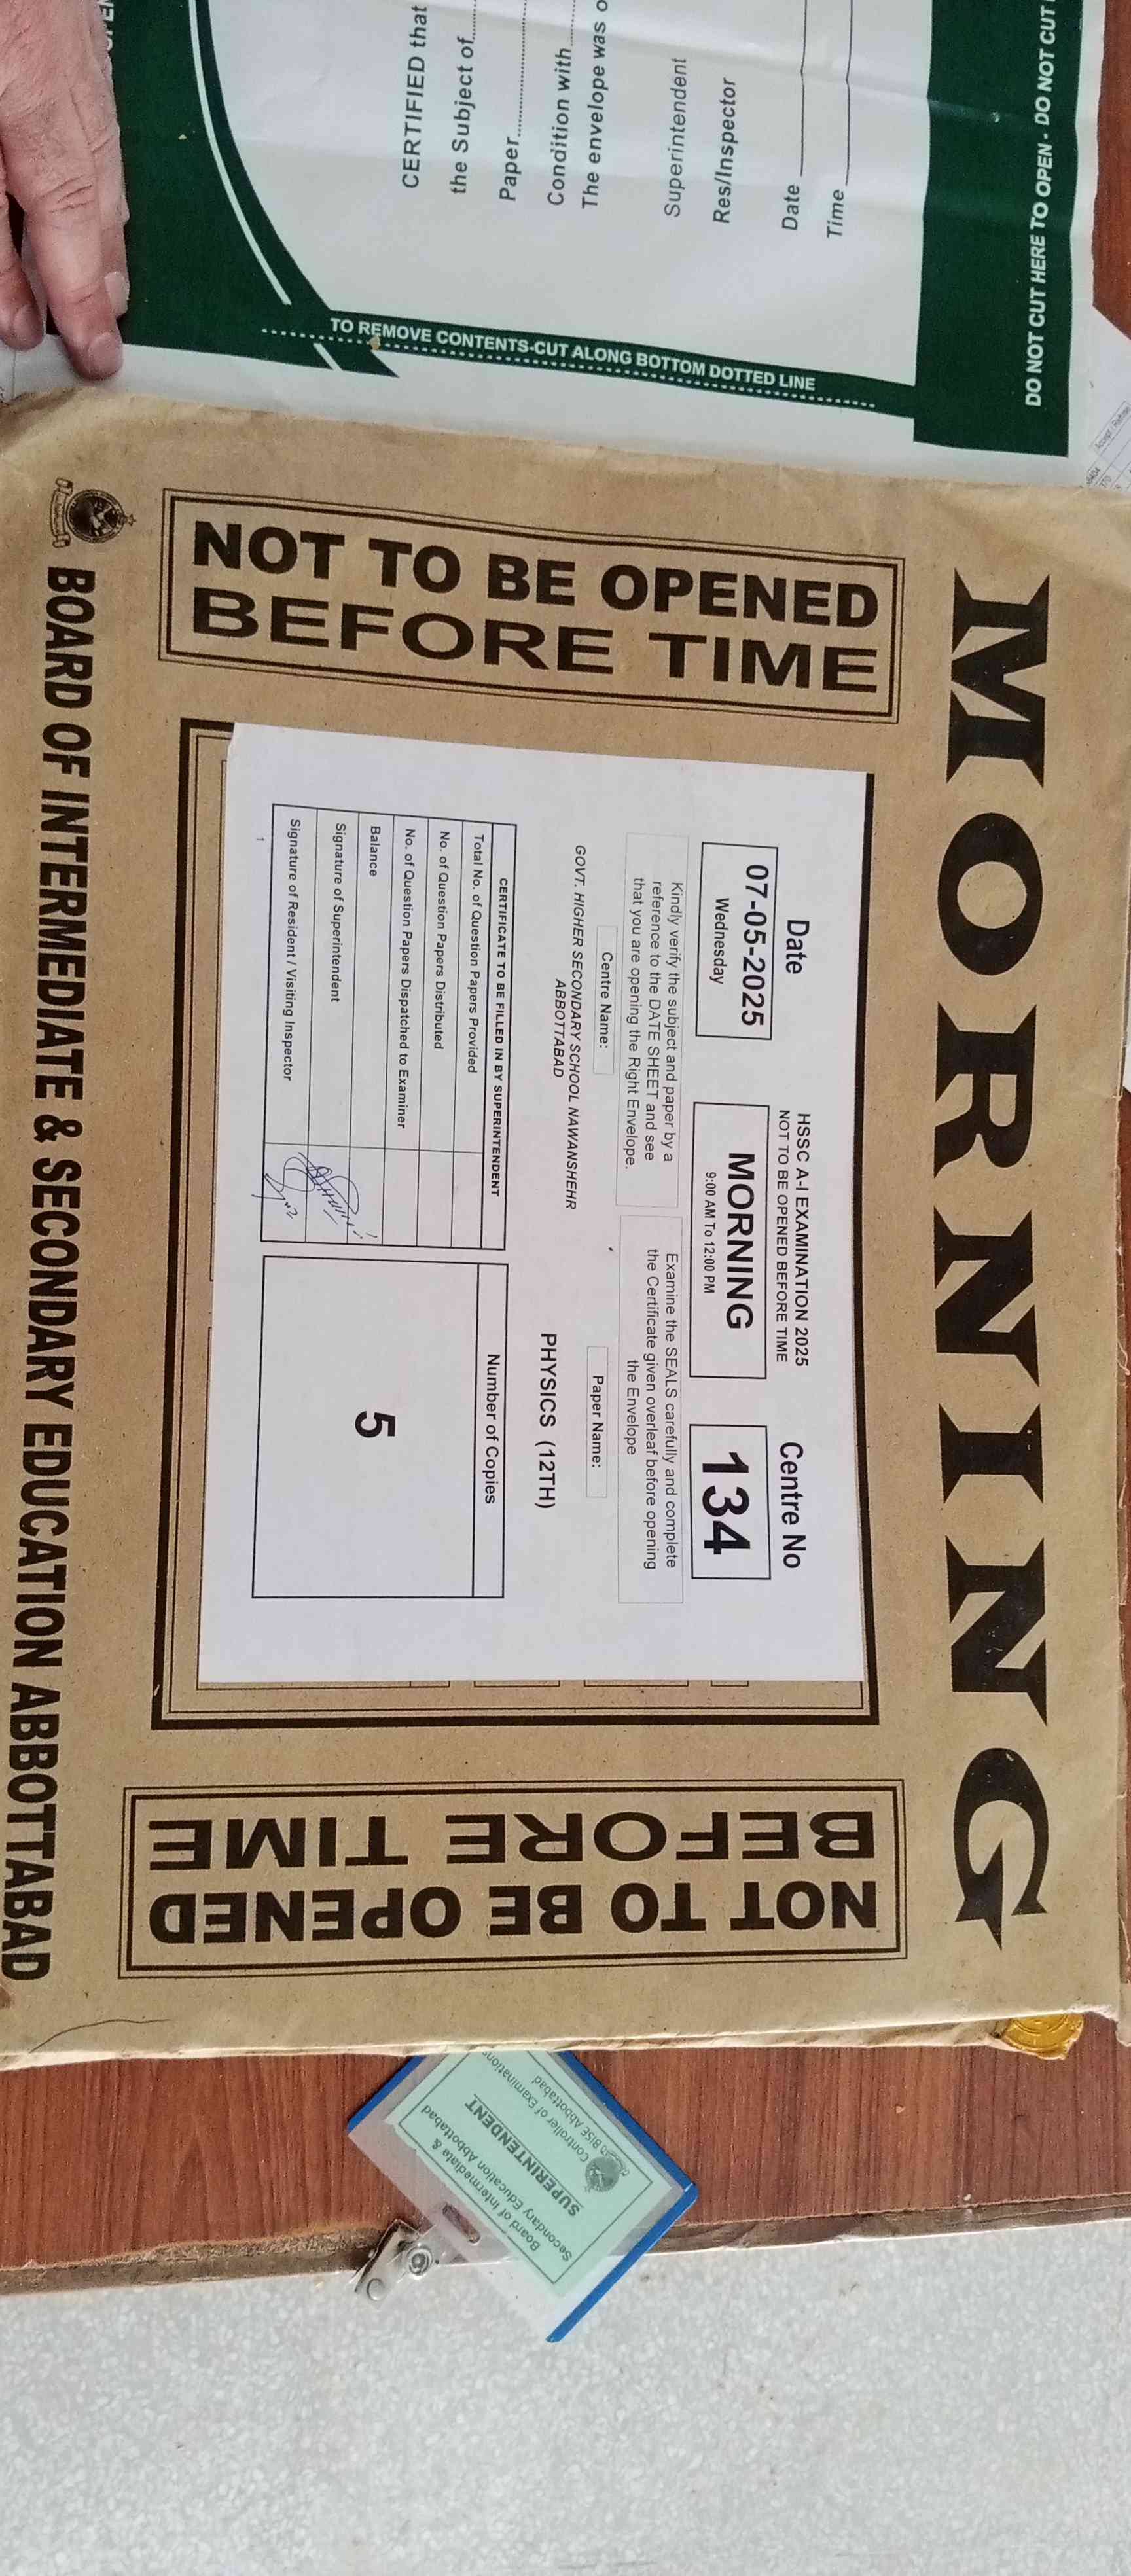 CERTIFIED that
the Subject of
Paper
Condition with
The envelope was
Superintendent
Res/Inspector
Date
Time
TO REMOVE CONTENTS-CUT ALONG BOTTOM DOTTED LINE
DO NOT CUT HERE TO OPEN - DO NOT CUT
MORNING
NOT TO BE OPENED
BEFORE TIME
HSSC A-I EXAMINATION 2025
NOT TO BE OPENED BEFORE TIME
Date
07-05-2025
Wednesday
MORNING
9:00 AM To 12:00 PM
Centre No
134
Kindly verify the subject and paper by a
reference to the DATE SHEET and see
that you are opening the Right Envelope.
Examine the SEALS carefully and complete
the Certificate given overleaf before opening
the Envelope
Centre Name:
GOVT. HIGHER SECONDARY SCHOOL NAWANSHEHR
ABBOTTABAD
Paper Name:
PHYSICS (12TH)
CERTIFICATE TO BE FILLED IN BY SUPERINTENDENT
Total No. of Question Papers Provided
No. of Question Papers Distributed
No. of Question Papers Dispatched to Examiner
Balance
Signature of Superintendent
Signature of Resident / Visiting Inspector
1
Number of Copies
5
NOT TO BE OPENED
BEFORE TIME
BOARD OF INTERMEDIATE & SECONDARY EDUCATION ABBOTTABAD
Board of Intermediate &
Secondary Education Abbottabad
SUPERINTENDENT
Controller of Examinations
BISE Abbottabad